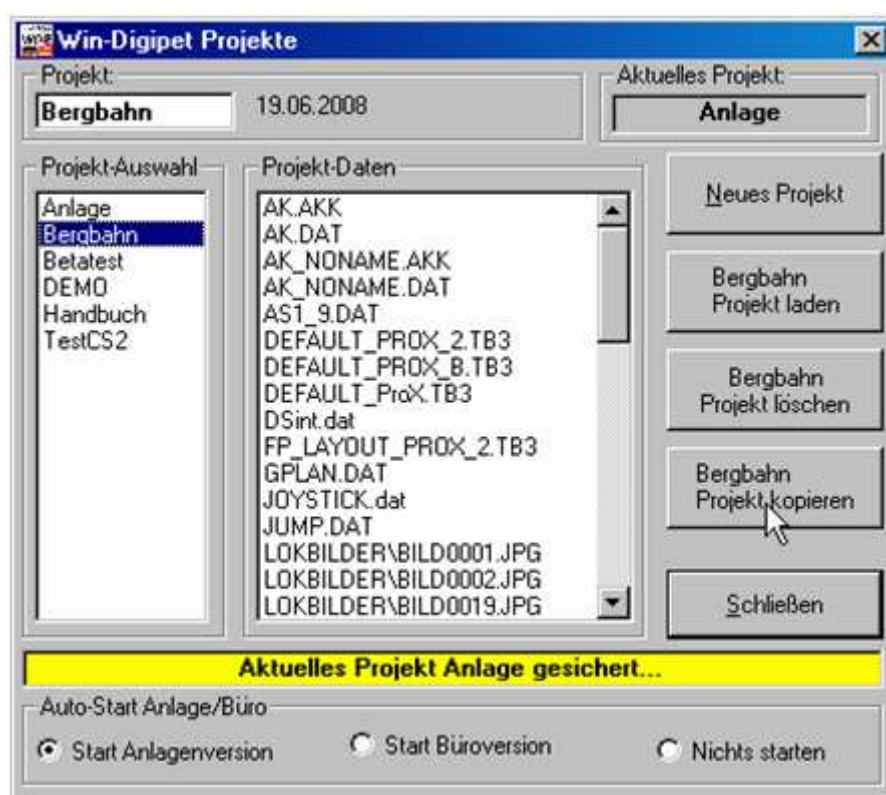 Win-Digipet Projekte
Projekt:
Bergbahn
19.06.2008
Aktuelles Projekt:
Anlage
Projekt-Auswahl
Anlage
Bergbahn
Betatest
DEMO
Handbuch
TestCS2
Projekt-Daten
AK.AKK
AK.DAT
AK_NONAME.AKK
AK_NONAME.DAT
AS1_9.DAT
DEFAULT_PROX_2.TB3
DEFAULT_PROX_B.TB3
DEFAULT_ProX.TB3
DSint.dat
FP_LAYOUT_PROX_2.TB3
GPLAN.DAT
JOYSTICK.dat
JUMP.DAT
LOKBILDER\BILD0001.JPG
LOKBILDER\BILD0002.JPG
LOKBILDER\BILD0019.JPG
Neues Projekt
Bergbahn
Projekt laden
Bergbahn
Projekt löschen
Bergbahn
Projekt kopieren
Schließen
Aktuelles Projekt Anlage gesichert...
Auto-Start Anlage/Büro
Start Anlagenversion
Start Büroversion
Nichts starten